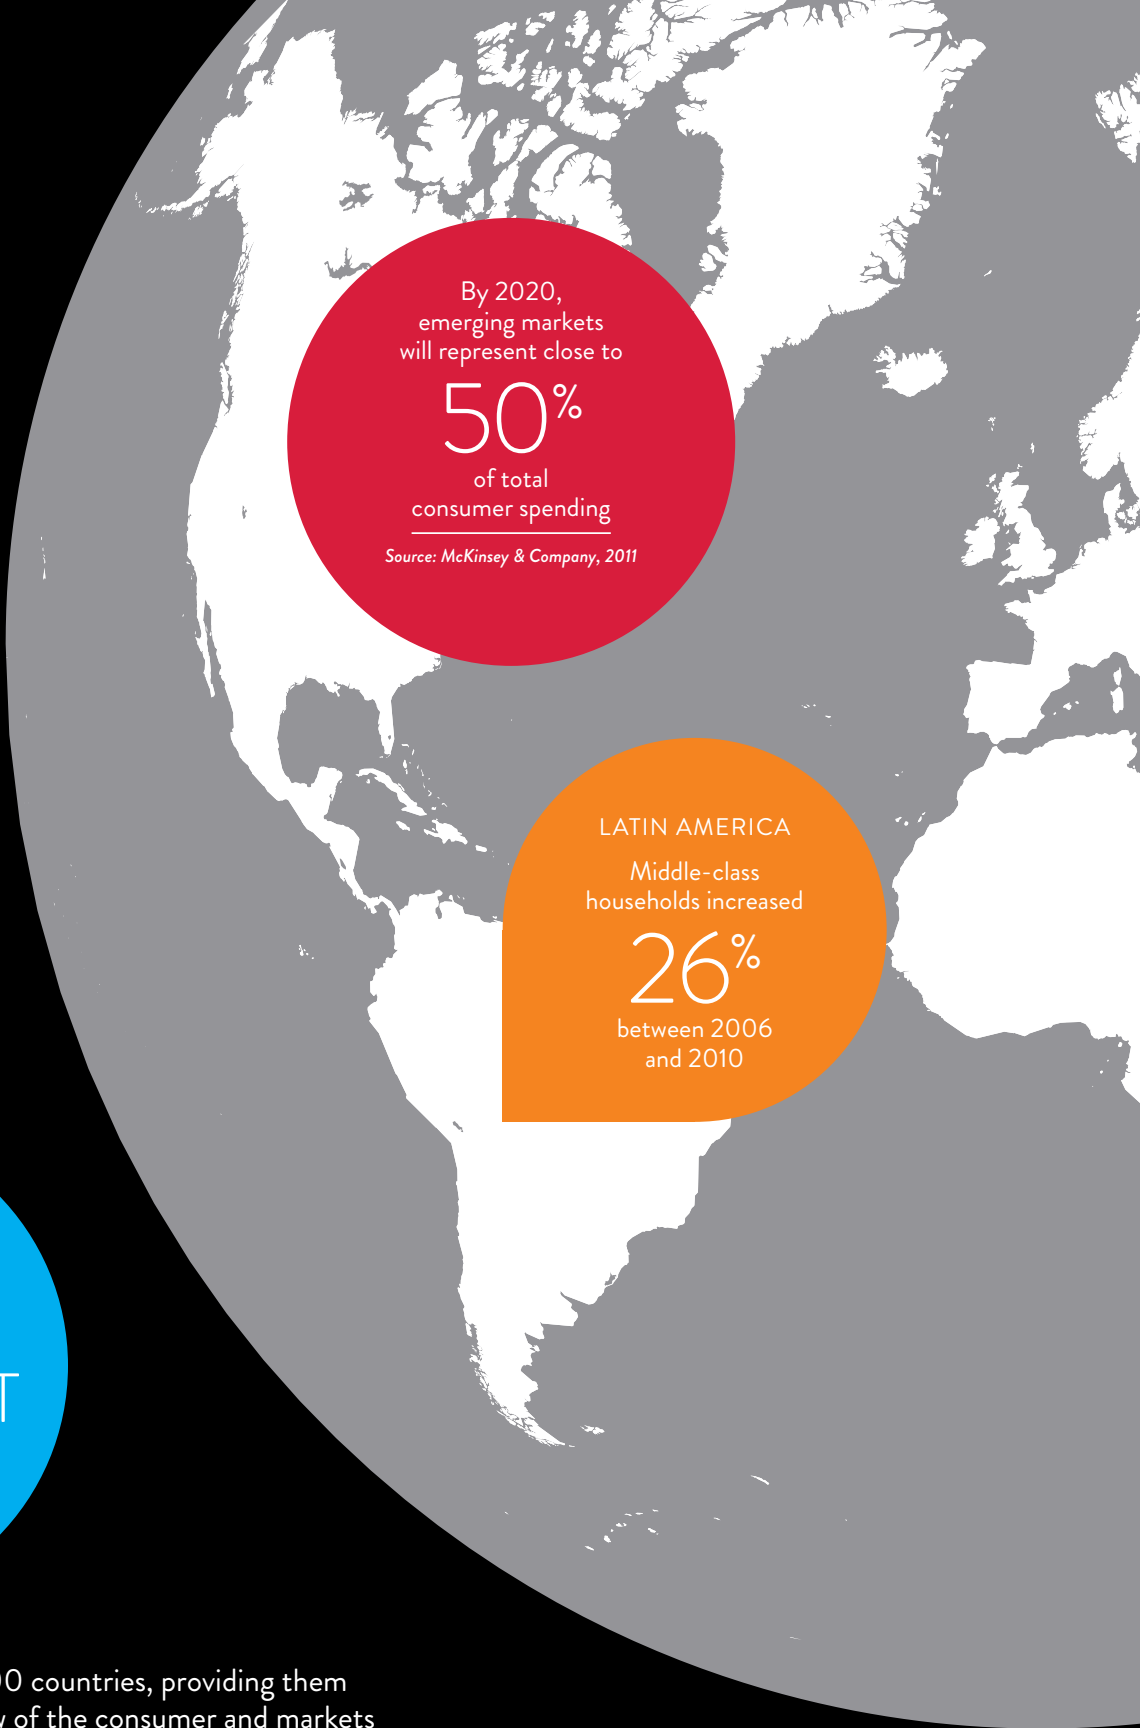 By 2020,
emerging markets
will represent close to
50%
of total
consumer spending
Source: McKinsey & Company, 2011
LATIN AMERICA
Middle-class
households increased
26%
between 2006
and 2010
T
countries, providing them
of the consumer and markets